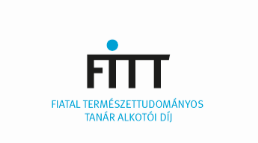 FITT
FIATAL TERMÉSZETTUDOMÁNYOS
TANÁR ALKOTÓI DÍJ